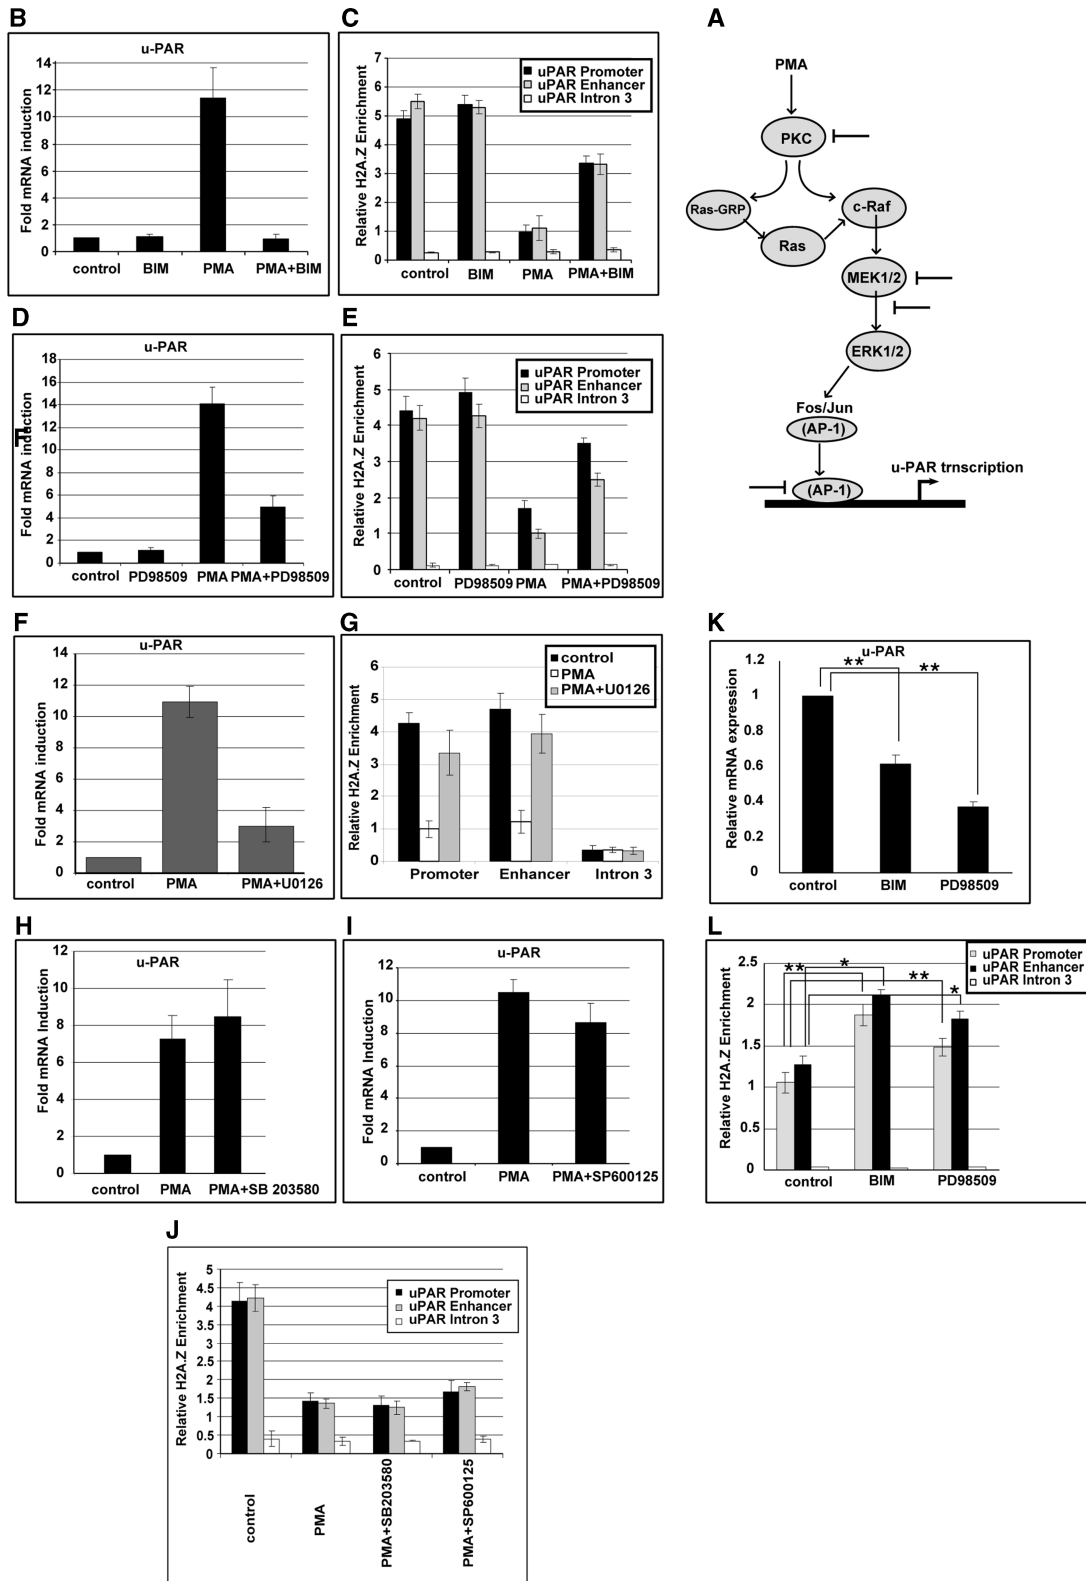 B
u-PAR
Fold mRNA induction
14
12
10
8
6
4
2
0
control BIM PMA PMA+BIM
C
Relative H2A.Z Enrichment
7
6
5
4
3
2
1
0
uPAR Promoter
uPAR Enhancer
uPAR Intron 3
control BIM PMA PMA+BIM
A
PMA
PKC
Ras-GRP
c-Raf
Ras
MEK1/2
ERK1/2
Fos/Jun
(AP-1)
(AP-1)
u-PAR trnscription
D
u-PAR
F
Fold mRNA induction
18
16
14
12
10
8
6
4
2
0
control PD98509 PMA PMA+PD98509
E
Relative H2A.Z Enrichment
6
5
4
3
2
1
0
uPAR Promoter
uPAR Enhancer
uPAR Intron 3
control PD98509 PMA PMA+PD98509
F
u-PAR
Fold mRNA induction
14
12
10
8
6
4
2
0
control PMA PMA+U0126
G
Relative H2A.Z Enrichment
6
5
4
3
2
1
0
control
PMA
PMA+U0126
Promoter Enhancer Intron 3
K
u-PAR
Relative mRNA expression
1.2
1
0.8
0.6
0.4
0.2
0
** **
control BIM PD98509
H
u-PAR
Fold mRNA Induction
12
10
8
6
4
2
0
control PMA PMA+SB 203580
I
u-PAR
Fold mRNA Induction
12
10
8
6
4
2
0
control PMA PMA+SP600125
L
Relative H2A.Z Enrichment
2.5
2
1.5
1
0.5
0
uPAR Promoter
uPAR Enhancer
uPAR Intron 3
** * ** *
control BIM PD98509
J
Relative H2A.Z Enrichment
5
4.5
4
3.5
3
2.5
2
1.5
1
0.5
0
uPAR Promoter
uPAR Enhancer
uPAR Intron 3
control
PMA
PMA+SB203580
PMA+SP600125